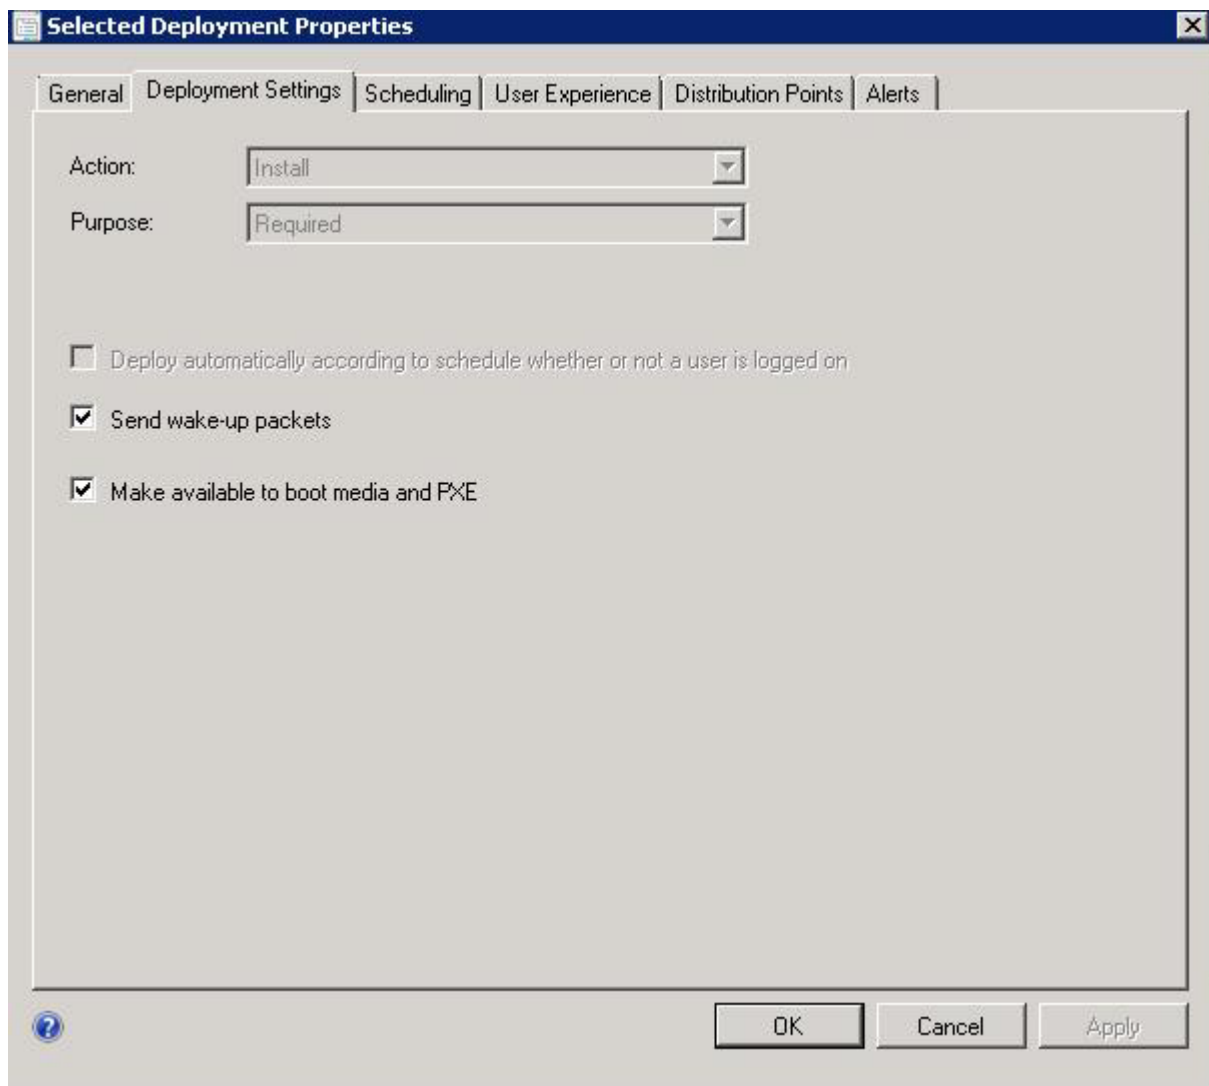 Selected Deployment Properties
General Deployment Settings Scheduling User Experience Distribution Points Alerts
Action: Install
Purpose: Required
Deploy automatically according to schedule whether or not a user is logged on
Send wake-up packets
Make available to boot media and PXE
OK Cancel Apply